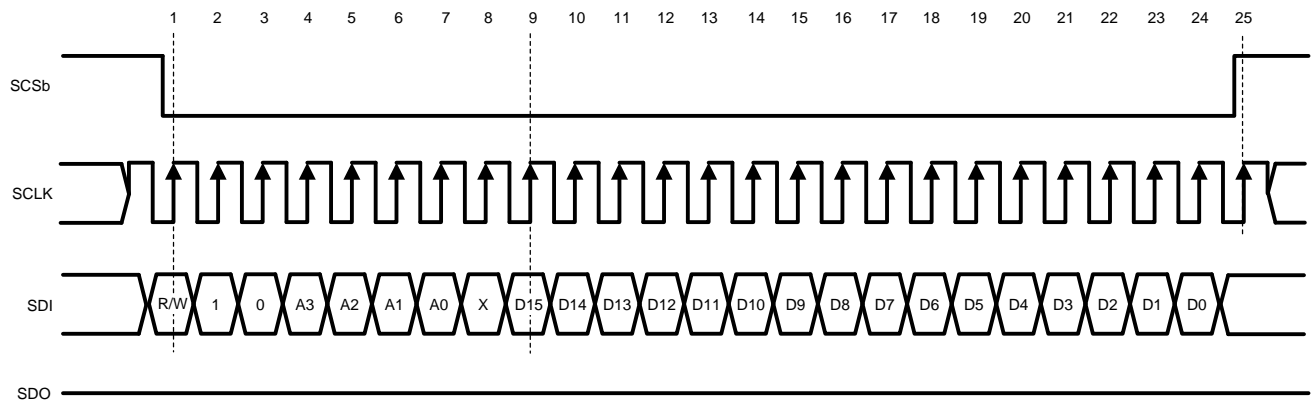 1 2 3 4 5 6 7 8 9 10 11 12 13 14 15 16 17 18 19 20 21 22 23 24 25
SCSb
SCLK
SDI R/W 1 0 A3 A2 A1 A0 X D15 D14 D13 D12 D11 D10 D9 D8 D7 D6 D5 D4 D3 D2 D1 D0
SDO